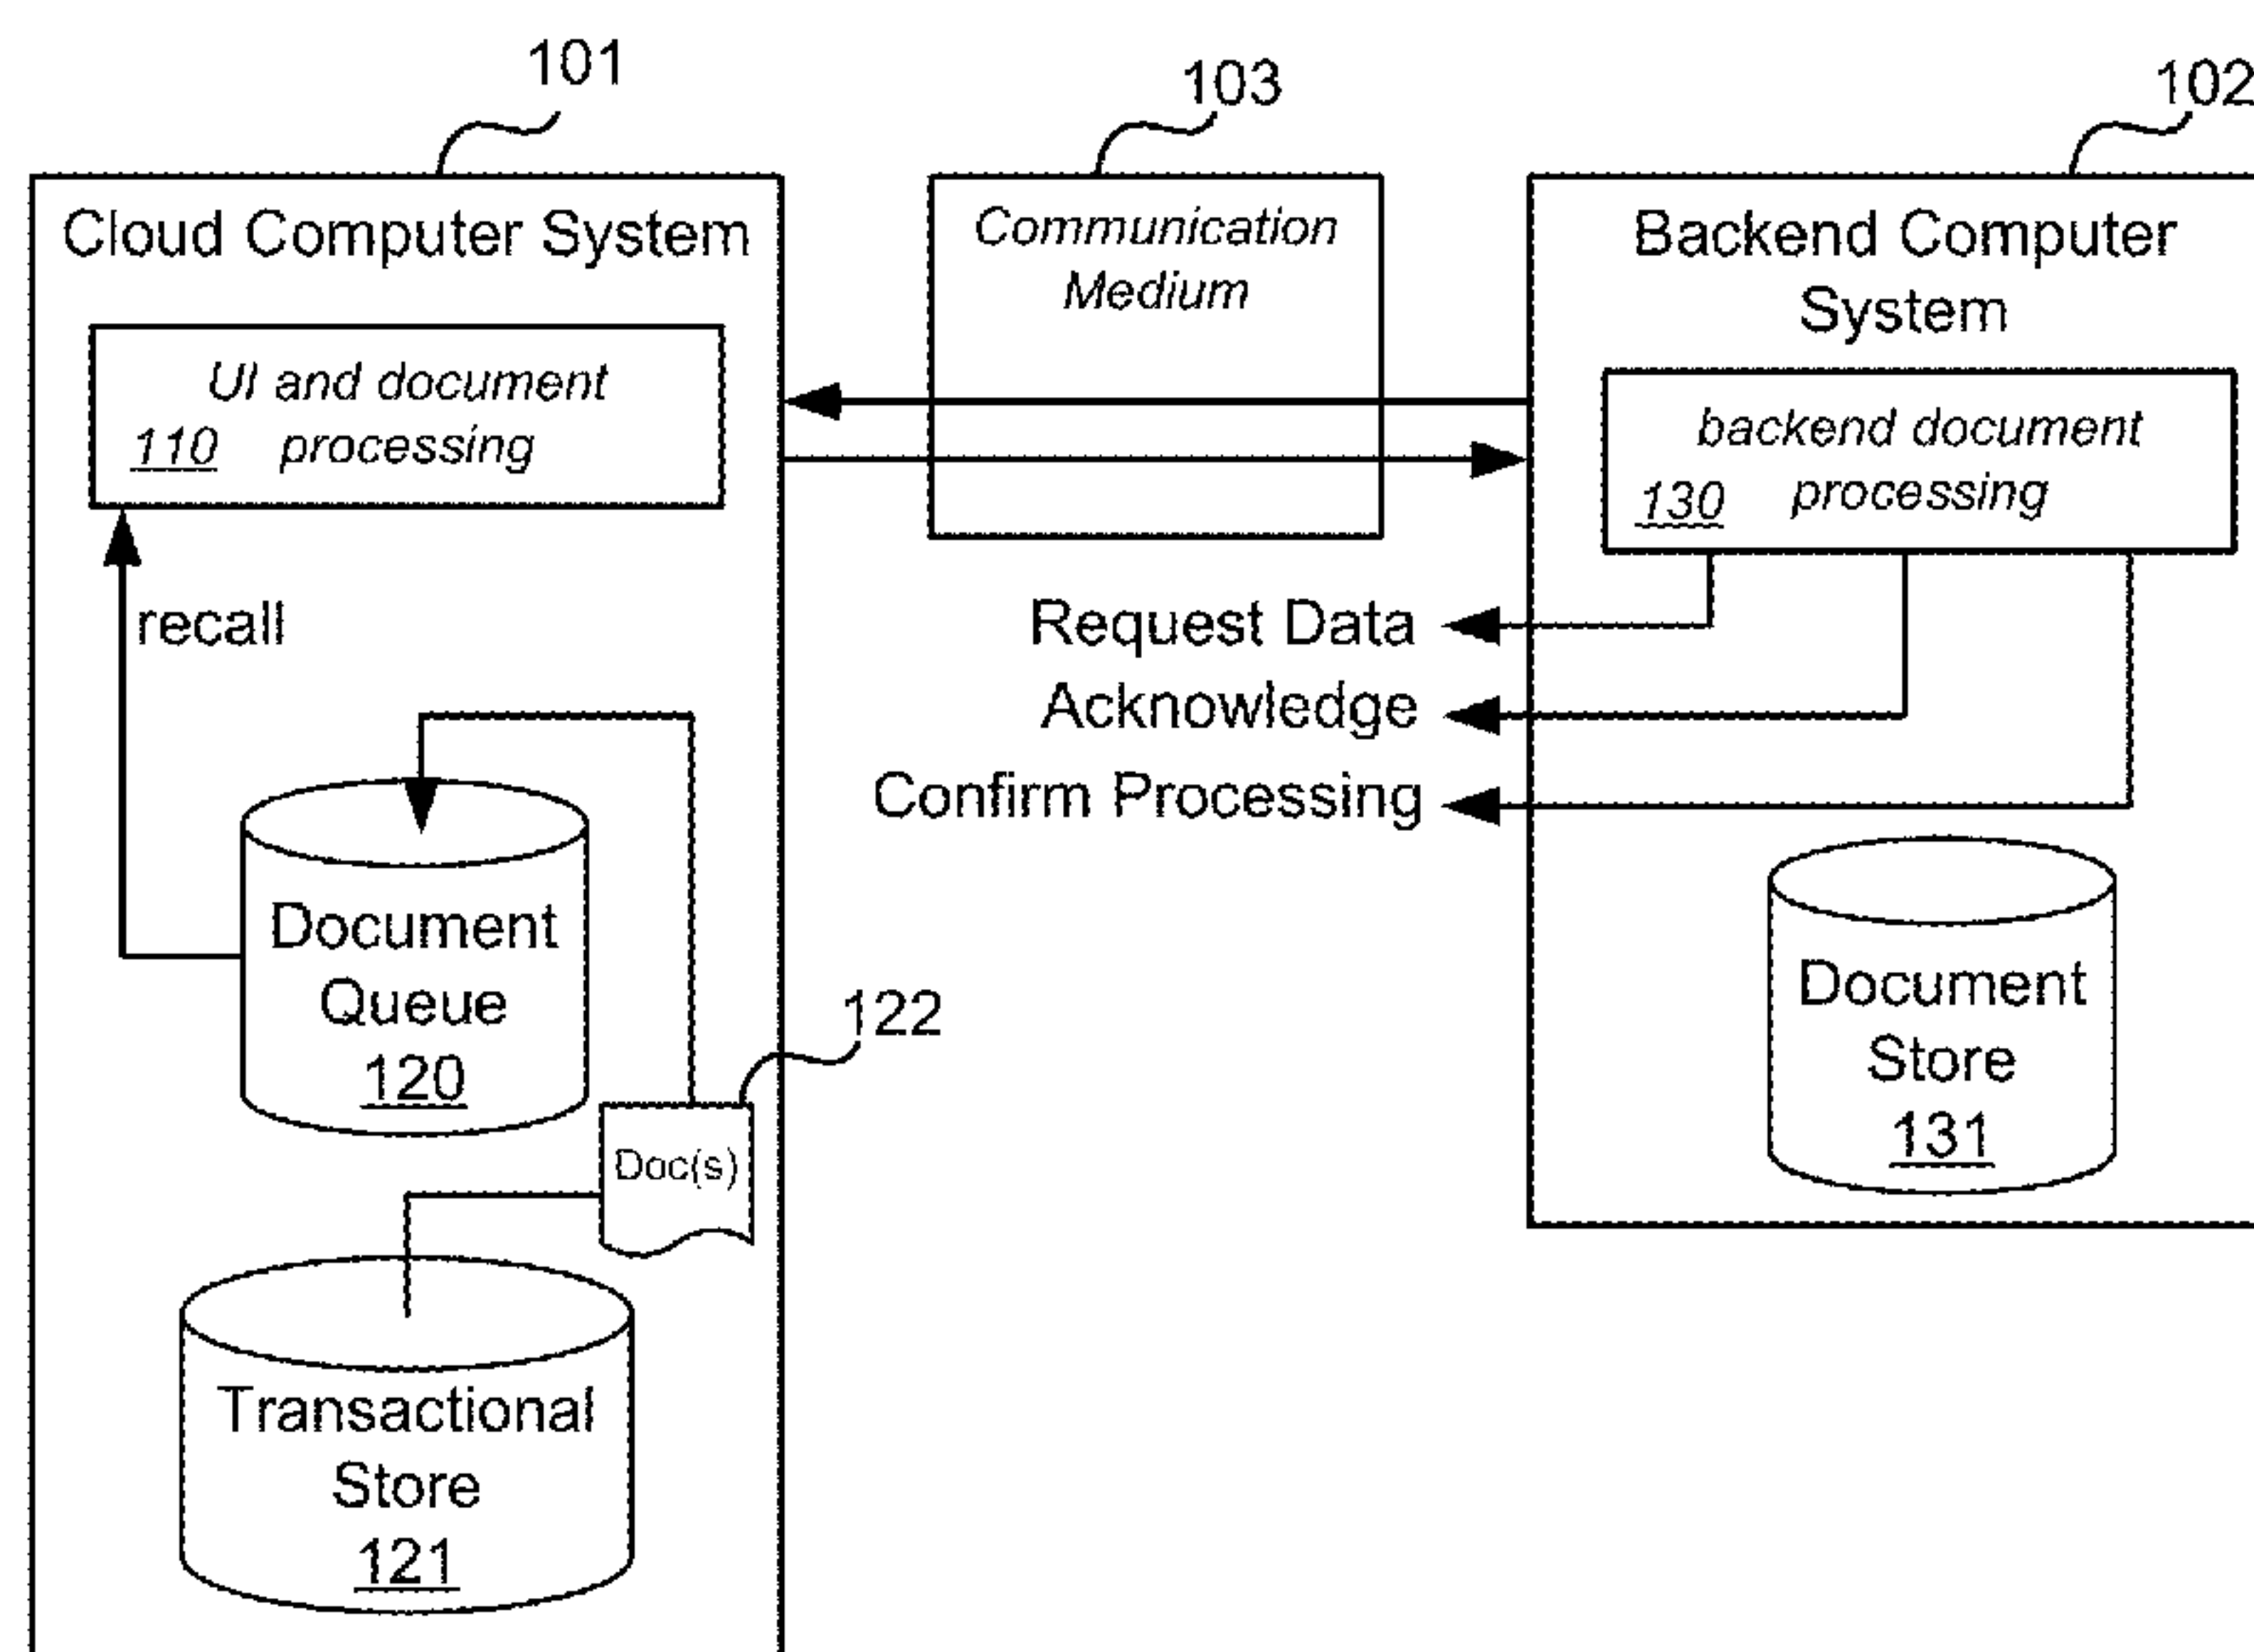 101
103
102
Cloud Computer System
UI and document
110 processing
recall
Document
Queue
120
122
Doc(s)
Transactional
Store
121
Communication
Medium
Request Data
Acknowledge
Confirm Processing
Backend Computer
System
backend document
130 processing
Document
Store
131